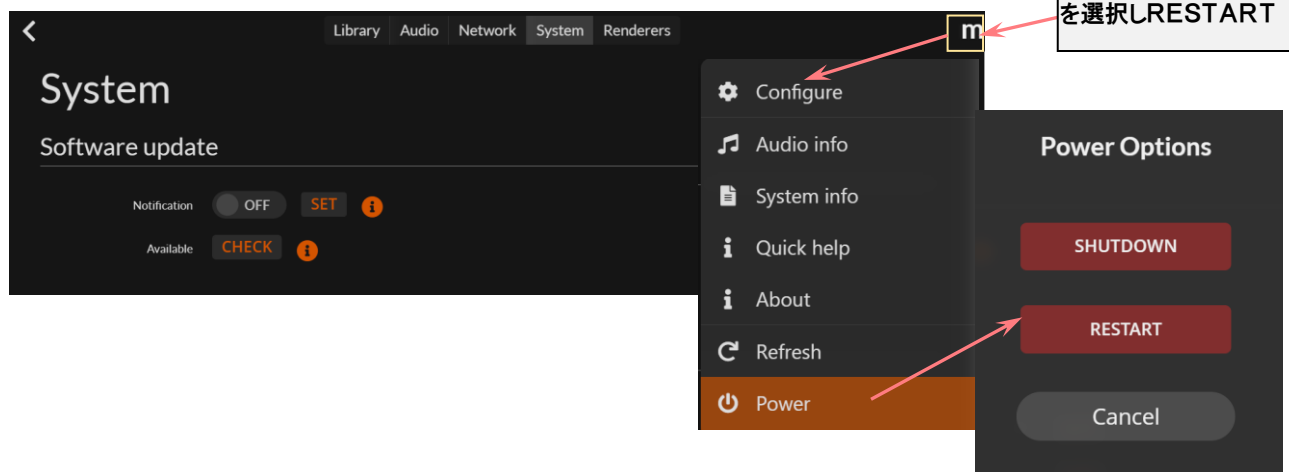 を選択しRESTART
Library Audio Network System Renderers
m
System
Software update
Notification OFF SET
Available CHECK
Configure
Audio info
System info
Quick help
About
Refresh
Power
Power Options
SHUTDOWN
RESTART
Cancel